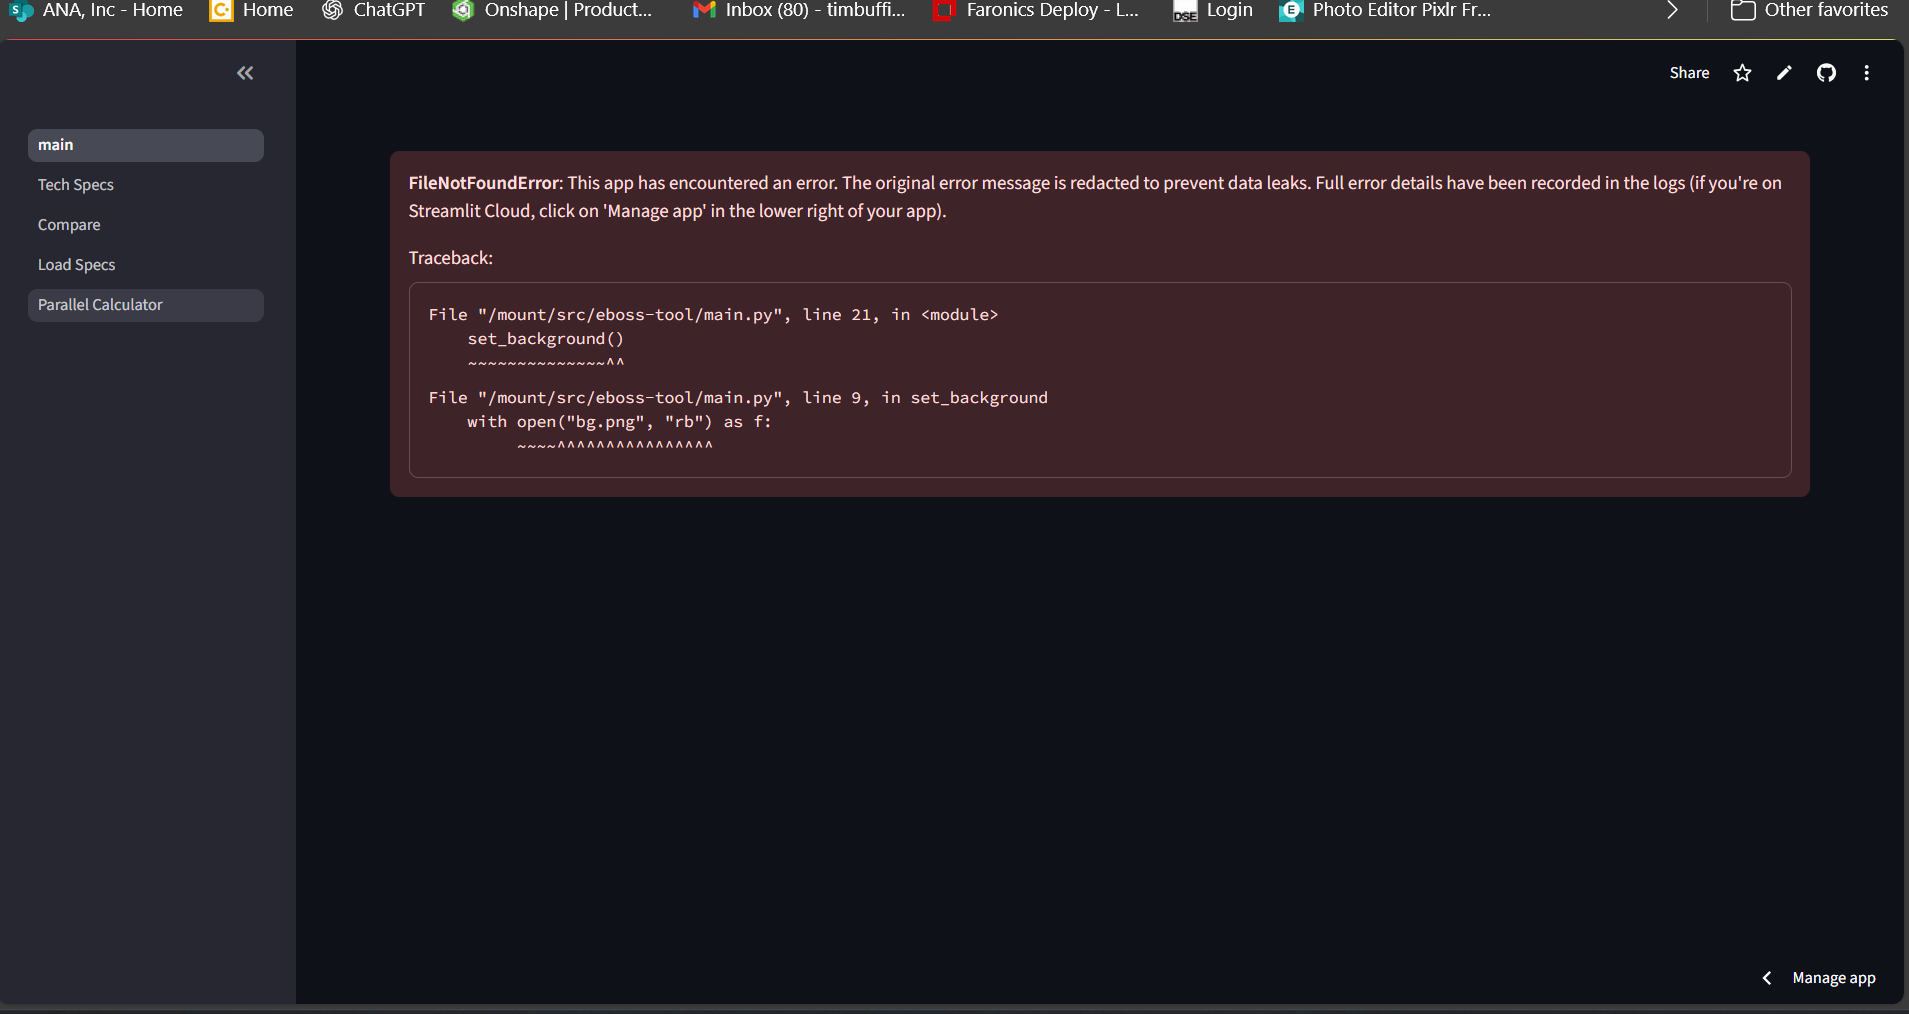 ANA, Inc - Home
Home
ChatGPT
Onshape | Product...
Inbox (80) - timbuffi...
Faronics Deploy - L...
DSE Login
Photo Editor Pixlr Fr...
Other favorites
Share
main
Tech Specs
Compare
Load Specs
Parallel Calculator
FileNotFoundError: This app has encountered an error. The original error message is redacted to prevent data leaks. Full error details have been recorded in the logs (if you're on
Streamlit Cloud, click on 'Manage app' in the lower right of your app).
Traceback:
File "/mount/src/eboss-tool/main.py", line 21, in <module>
    set_background()
    ~~~~~~~~~~~~~~^^
File "/mount/src/eboss-tool/main.py", line 9, in set_background
    with open("bg.png", "rb") as f:
         ~~~~^^^^^^^^^^^^^^^^
Manage app